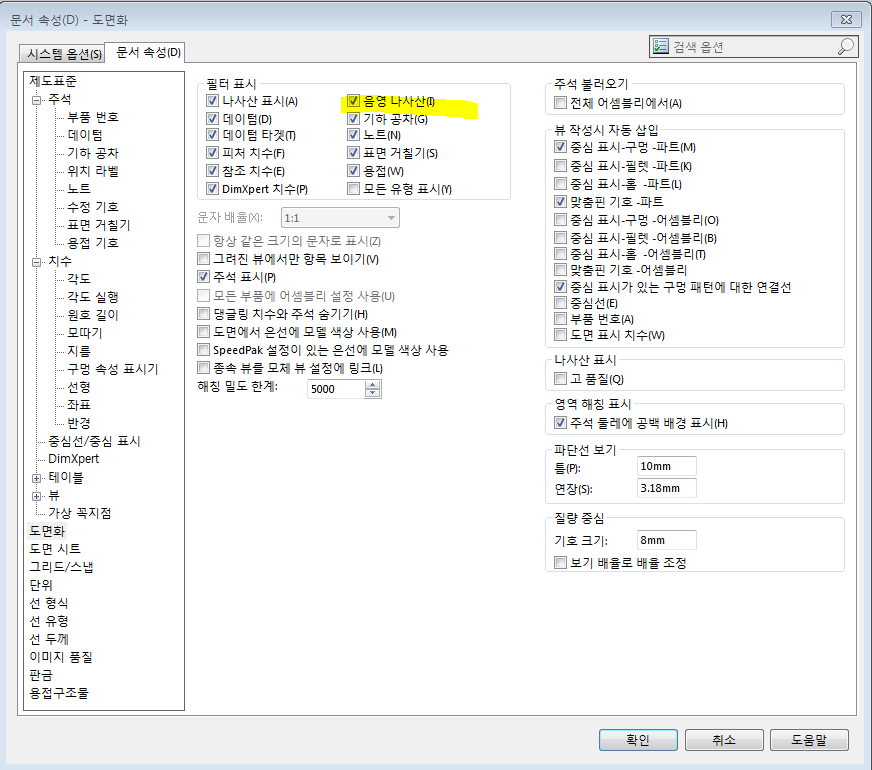 문서 속성(D) - 도면화
시스템 옵션(S)
문서 속성(D)
검색 옵션
제도표준
주석
부품 번호
데이텀
기하 공차
위치 라벨
노트
수정 기호
표면 거칠기
용접 기호
치수
각도
각도 실행
원호 길이
모따기
지름
구멍 속성 표시기
선형
좌표
반경
중심선/중심 표시
DimXpert
테이블
뷰
가상 꼭지점
도면화
도면 시트
그리드/스냅
단위
선 형식
선 유형
선 두께
이미지 품질
판금
용접구조물
필터 표시
나사산 표시(A)
음영 나사산(I)
데이텀(D)
기하 공차(G)
데이텀 타겟(T)
노트(N)
피처 치수(F)
표면 거칠기(S)
참조 치수(E)
용접(W)
DimXpert 치수(P)
모든 유형 표시(Y)
문자 배율(X):
1:1
항상 같은 크기의 문자로 표시(Z)
그려진 뷰에서만 항목 보이기(V)
주석 표시(P)
모든 부품에 어셈블리 설정 사용(U)
댕글링 치수와 주석 숨기기(H)
도면에서 은선에 모델 색상 사용(M)
SpeedPak 설정이 있는 은선에 모델 색상 사용
종속 뷰를 모체 뷰 설정에 링크(L)
해칭 밀도 한계:
5000
주석 불러오기
전체 어셈블리에서(A)
뷰 작성시 자동 삽입
중심 표시-구멍 -파트(M)
중심 표시-필렛 -파트(K)
중심 표시-홈 -파트(L)
맞춤핀 기호 -파트
중심 표시-구멍 -어셈블리(O)
중심 표시-필렛 -어셈블리(B)
중심 표시-홈 -어셈블리(T)
맞춤핀 기호 -어셈블리
중심 표시가 있는 구멍 패턴에 대한 연결선
중심선(E)
부품 번호(A)
도면 표시 치수(W)
나사산 표시
고 품질(Q)
영역 해칭 표시
주석 둘레에 공백 배경 표시(H)
파단선 보기
틈(P):
10mm
연장(S):
3.18mm
질량 중심
기호 크기:
8mm
보기 배율로 배율 조정
확인
취소
도움말